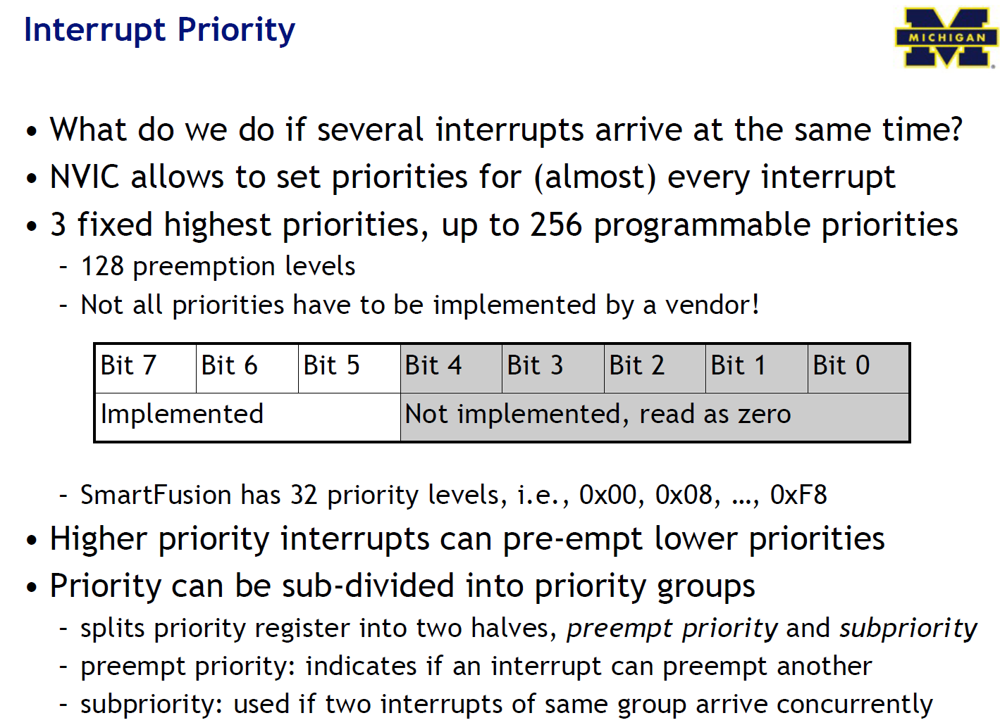 Interrupt Priority
MICHIGAN
• What do we do if several interrupts arrive at the same time?
• NVIC allows to set priorities for (almost) every interrupt
• 3 fixed highest priorities, up to 256 programmable priorities
– 128 preemption levels
– Not all priorities have to be implemented by a vendor!
Bit 7 Bit 6 Bit 5 Bit 4 Bit 3 Bit 2 Bit 1 Bit 0
Implemented Not implemented, read as zero
– SmartFusion has 32 priority levels, i.e., 0x00, 0x08, …, 0xF8
• Higher priority interrupts can pre-empt lower priorities
• Priority can be sub-divided into priority groups
– splits priority register into two halves, preempt priority and subpriority
– preempt priority: indicates if an interrupt can preempt another
– subpriority: used if two interrupts of same group arrive concurrently